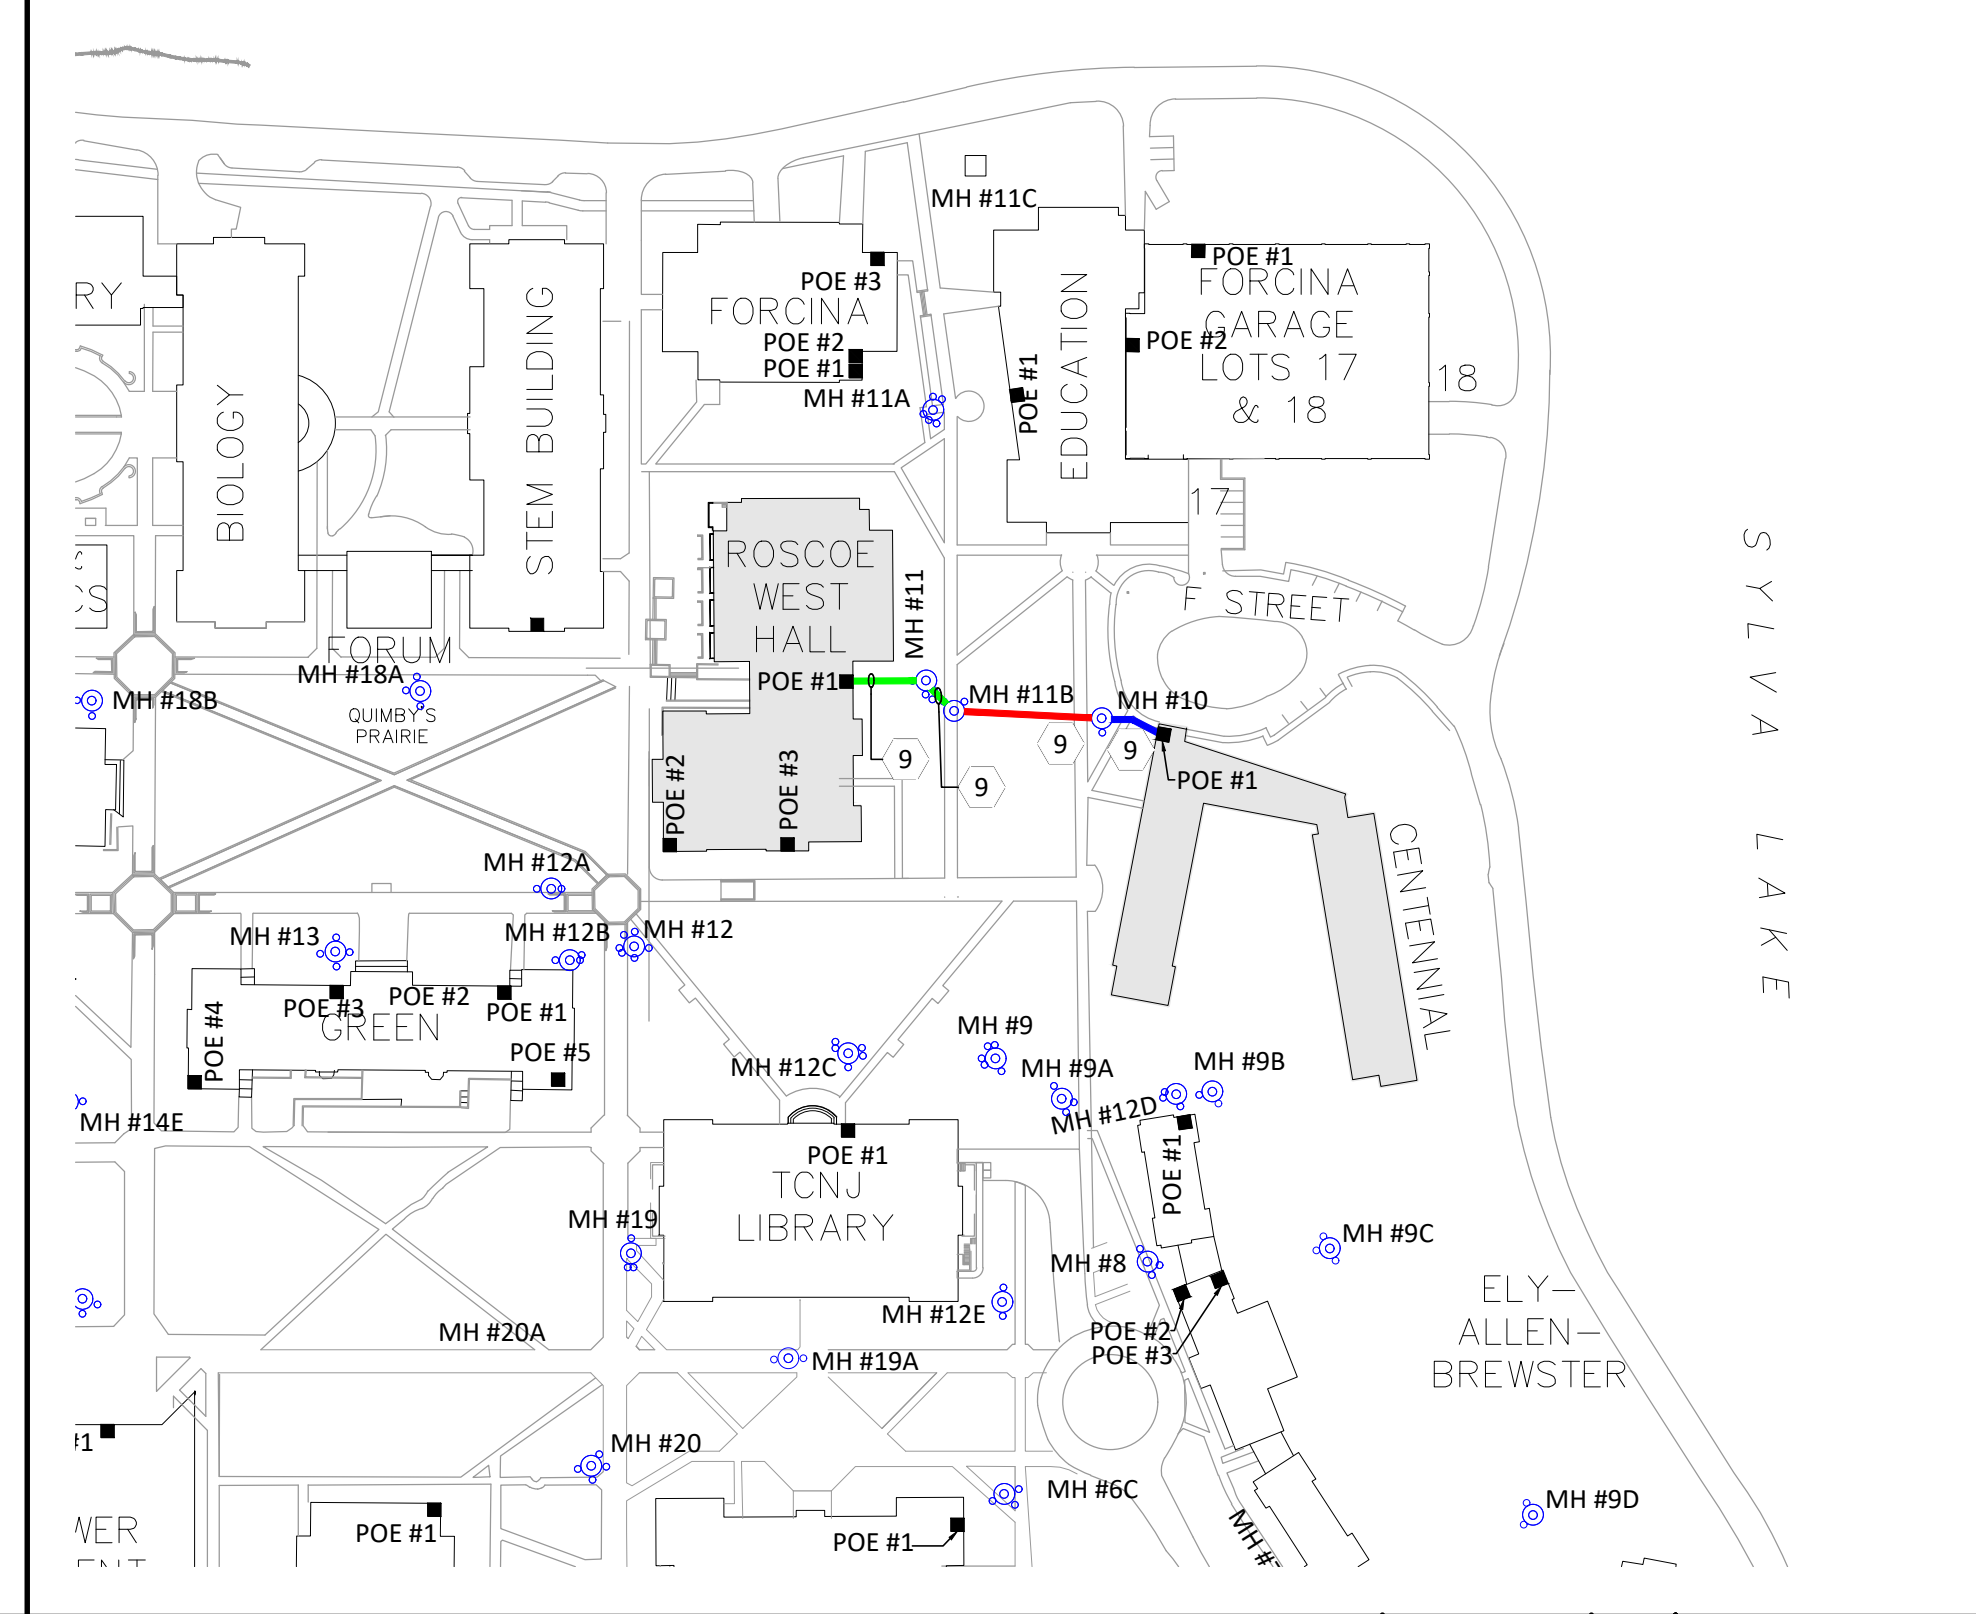 MH #11C
POE #1
FORCINA
GARAGE
LOTS 17
& 18
POE #2
18
17
POE #3
FORCINA
POE #2
POE #1
MH #11A
POE #1
EDUCATION
RY
BIOLOGY
STEM BUILDING
ROSCOE
WEST
HALL
MH #11
F STREET
SYLVA LAKE
CS
FORUM
MH #18A
MH #18B
QUIMBY'S
PRAIRIE
POE #1
MH #11B
MH #10
9
9
9
9
POE #1
POE #2
POE #3
CENTENNIAL
MH #12A
MH #12B
MH #12
MH #13
POE #3
POE #2
POE #1
GREEN
POE #4
POE #5
MH #14E
MH #12C
MH #9
MH #9A
MH #9B
MH #12D
POE #1
POE #1
TCNJ
LIBRARY
MH #19
MH #8
MH #9C
MH #12E
POE #2
POE #3
ELY-
ALLEN-
BREWSTER
MH #20A
MH #19A
#1
MH #20
MH #6C
MH #9D
POE #1
POE #1
WER
MH #